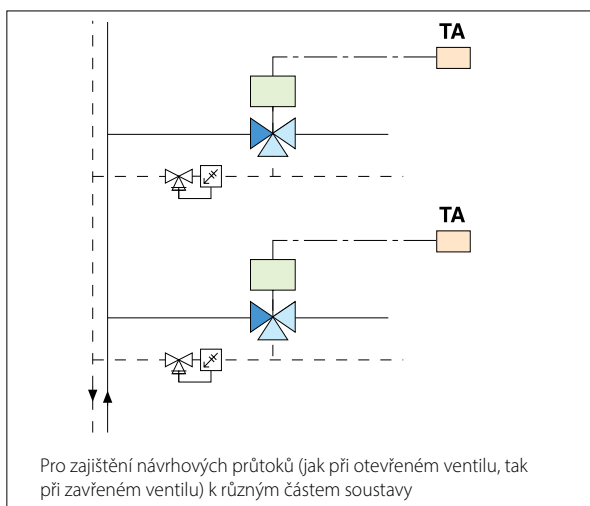 TA
TA
Pro zajištění návrhových průtoků (jak při otevřeném ventilu, tak
při zavřeném ventilu) k různým částem soustavy